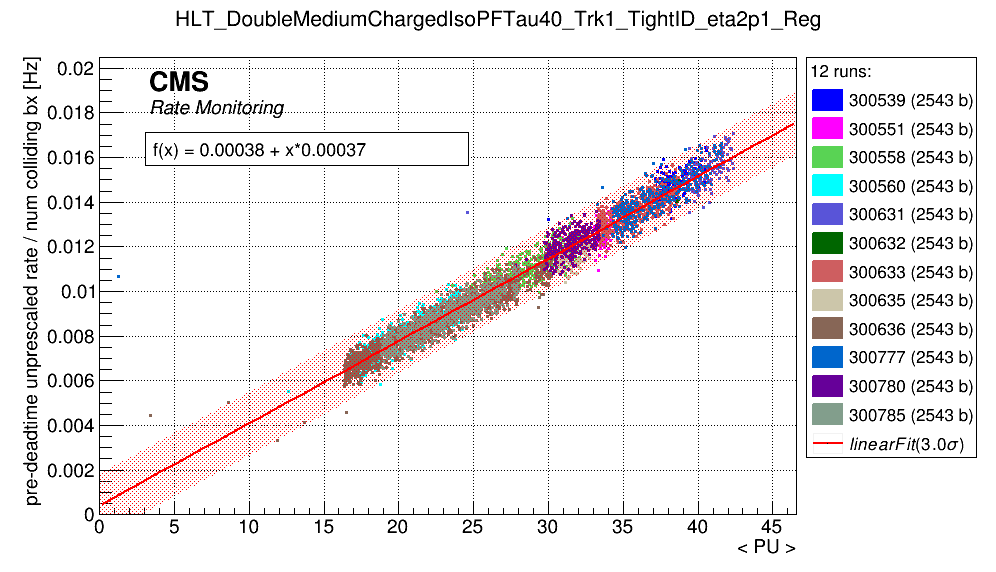 HLT_DoubleMediumChargedIsoPFTau40_Trk1_TightID_eta2p1_Reg
pre-deadtime unprescaled rate / num colliding bx [Hz]
0.02
0.018
0.016
0.014
0.012
0.01
0.008
0.006
0.004
0.002
0
CMS
Rate Monitoring
f(x) = 0.00038 + x*0.00037
0 5 10 15 20 25 30 35 40 45
< PU >
12 runs:
300539 (2543 b)
300551 (2543 b)
300558 (2543 b)
300560 (2543 b)
300631 (2543 b)
300632 (2543 b)
300633 (2543 b)
300635 (2543 b)
300636 (2543 b)
300777 (2543 b)
300780 (2543 b)
300785 (2543 b)
linearFit(3.0σ)